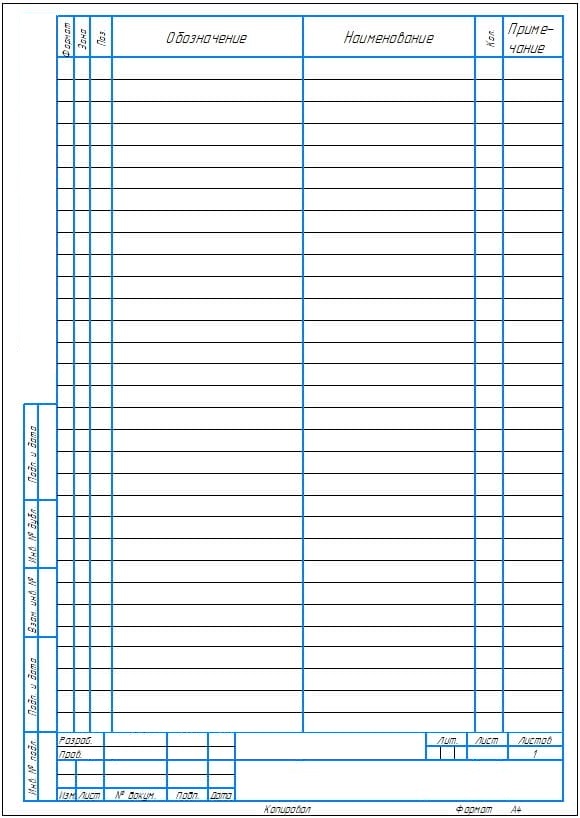 Формат
Зона
Поз.
Обозначение
Наименование
Кол.
Приме-
чание
Подп. и дата
Инв. № дубл.
Взам. инв. №
Подп. и дата
Инв. № подл.
Разраб.
Пров.
Лит.
Лист
Листов
1
Изм.
Лист
№ докум.
Подп.
Дата
Копировал
Формат
А4